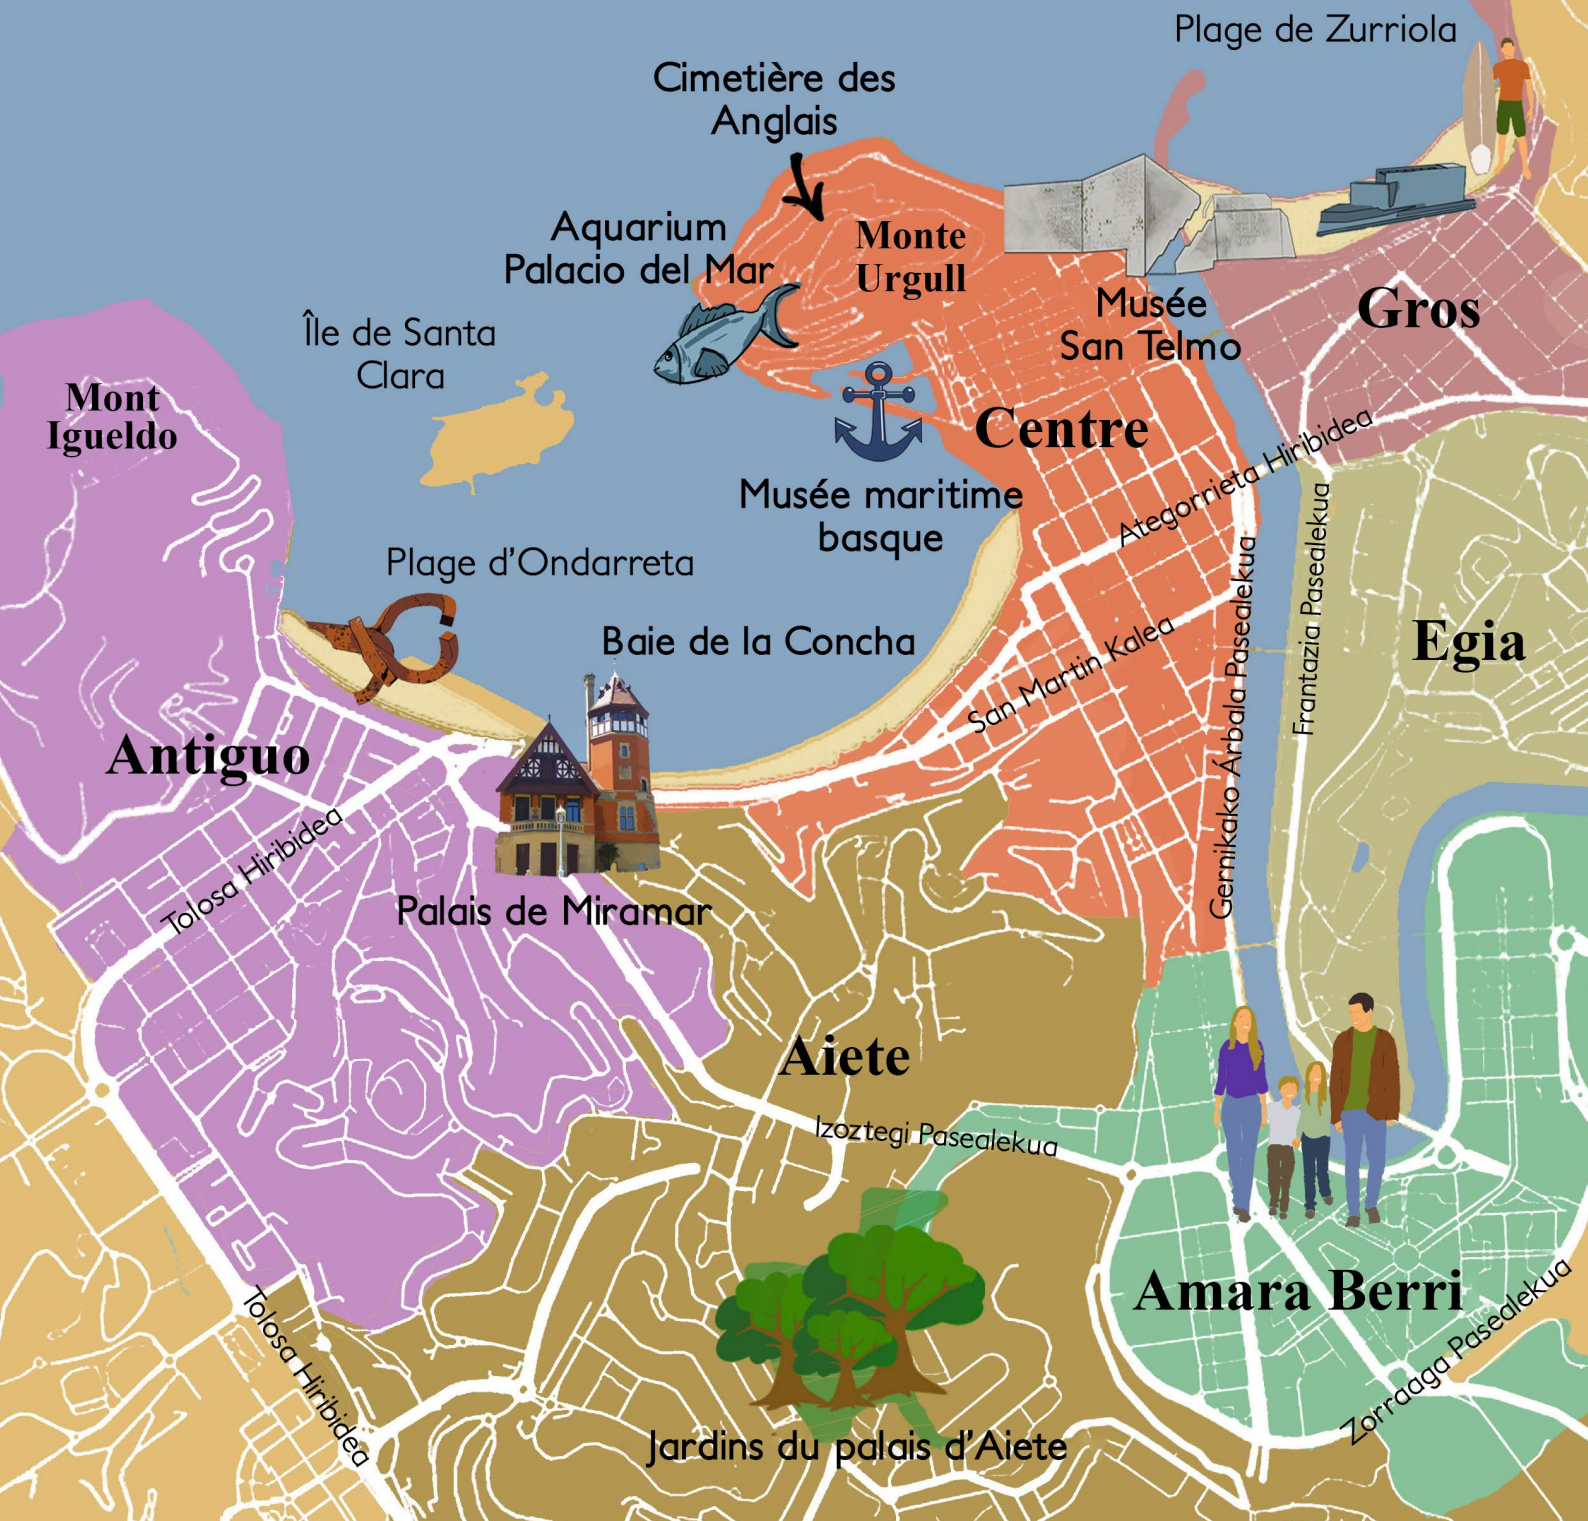 Plage de Zurriola
Cimetière des
Anglais
Aquarium
Palacio del Mar
Monte
Urgull
Musée
San Telmo
Gros
Île de Santa
Clara
Mont
Igueldo
Centre
Ategorrieta Hiribidea
Musée maritime
basque
Plage d'Ondarreta
Baie de la Concha
San Martin Kalea
Gernikako Árbala Pasealekua
Frantazia Pasealekua
Egia
Antiguo
Tolosa Hiribidea
Palais de Miramar
Aiete
Izoztegi Pasealekua
Amara Berri
Zorraaga Pasealekua
Tolosa Hiribidea
Jardins du palais d'Aiete